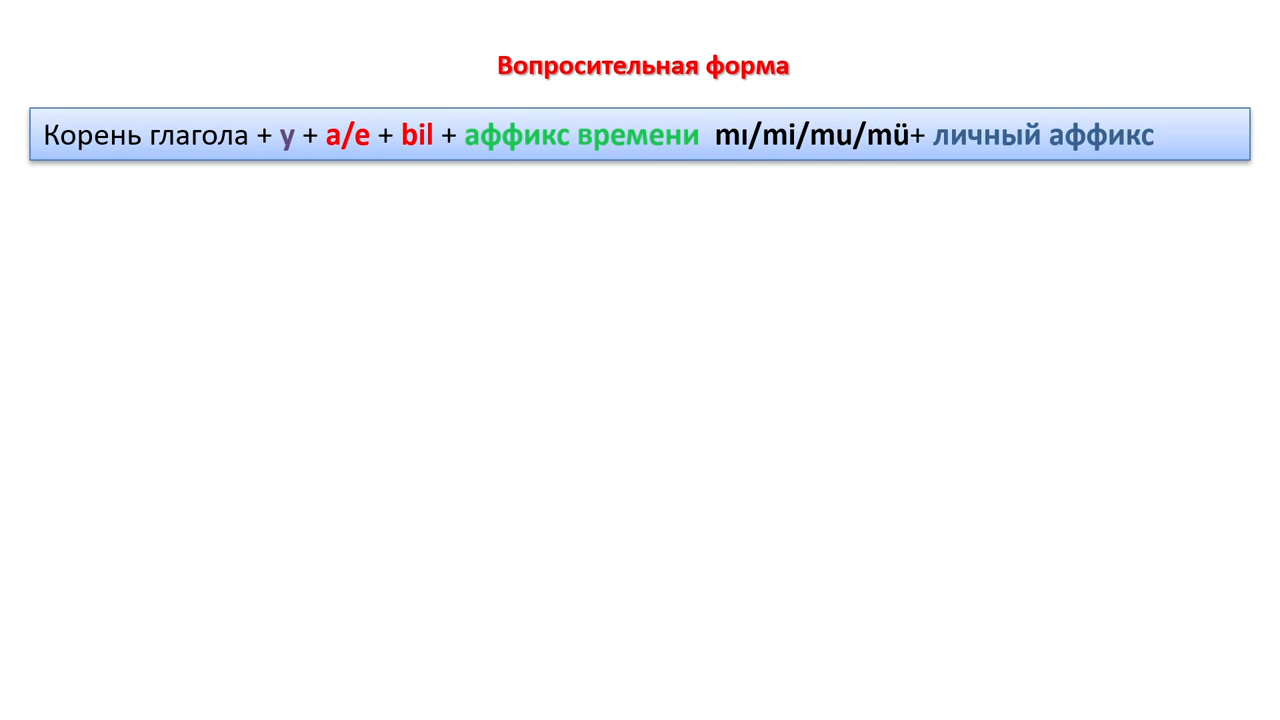 Вопросительная форма
Корень глагола + y + a/e + bil + аффикс времени mı/mi/mu/mü+ личный аффикс